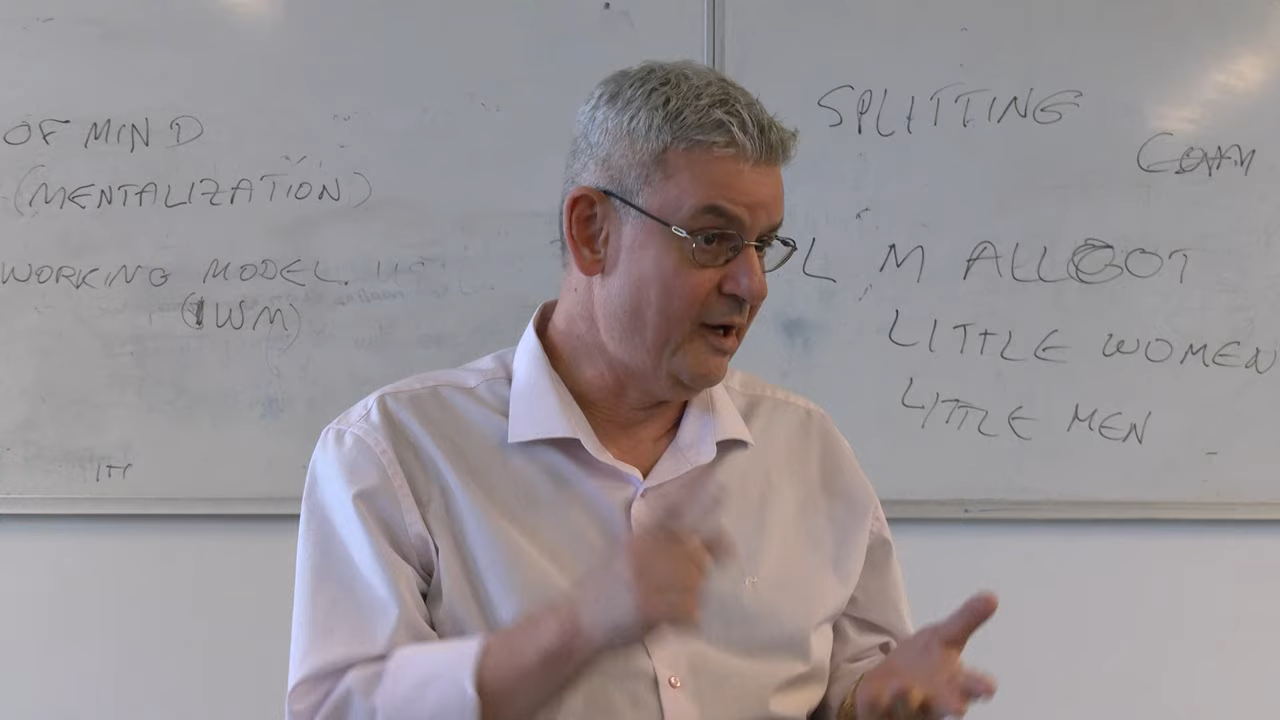 OF MIND
(MENTALIZATION)
WORKING MODEL
(IWM)
SPLITTING
L M ALLCOT
LITTLE WOMEN
LITTLE MEN